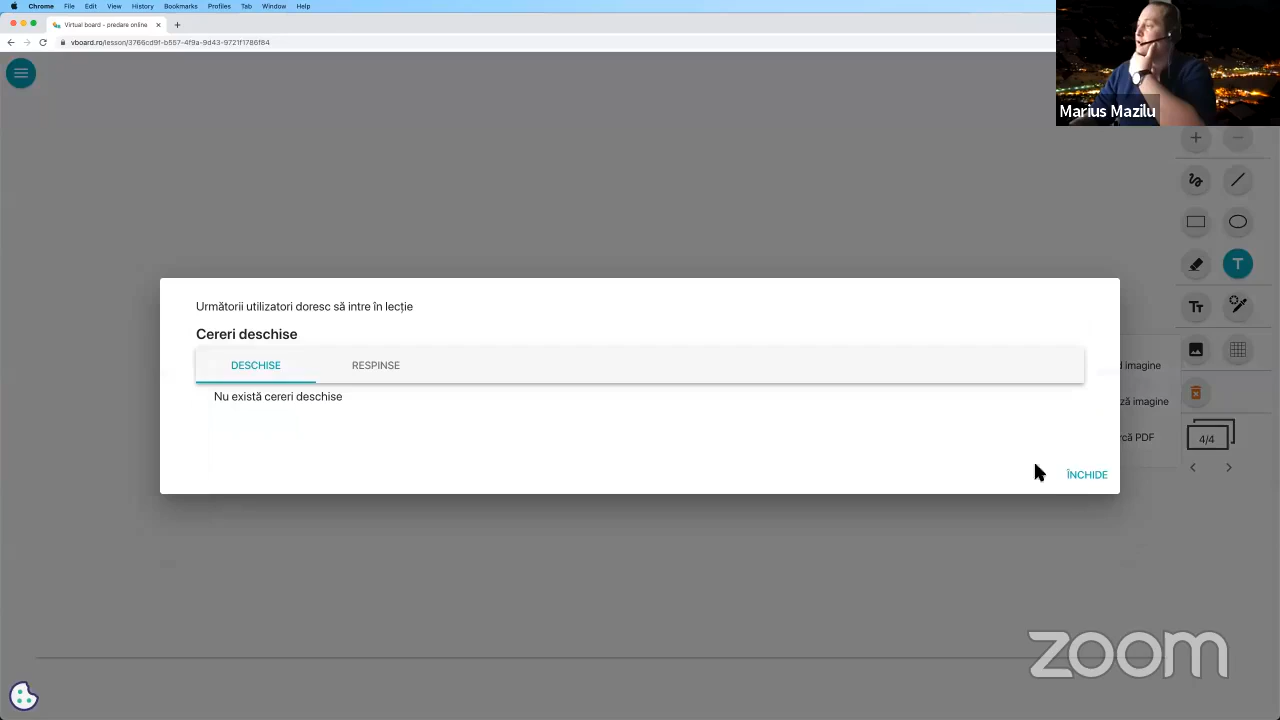 Chrome File Edit View History Bookmarks Profiles Tab Window Help
Virtual board - predare online
vboard.ro/lesson/3766cd9f-b557-4f9a-9d43-9721f1786f84
Marius Mazilu
Următorii utilizatori doresc să intre în lecție
Cereri deschise
DESCHISE RESPINSE
Nu există cereri deschise
ÎNCHIDE
T
TT
d imagine
ză imagine
rcă PDF
4/4
zoom